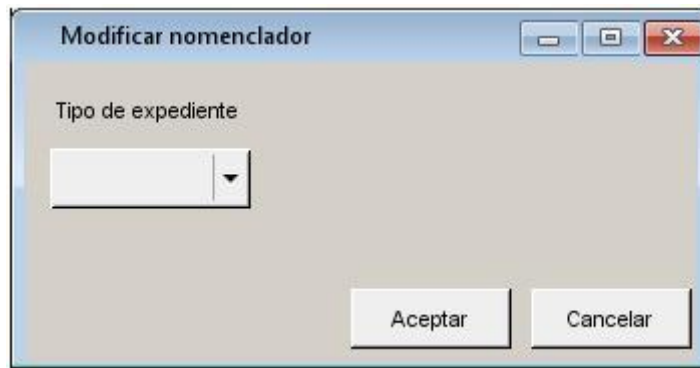 Modificar nomenclador
Tipo de expediente
Aceptar
Cancelar